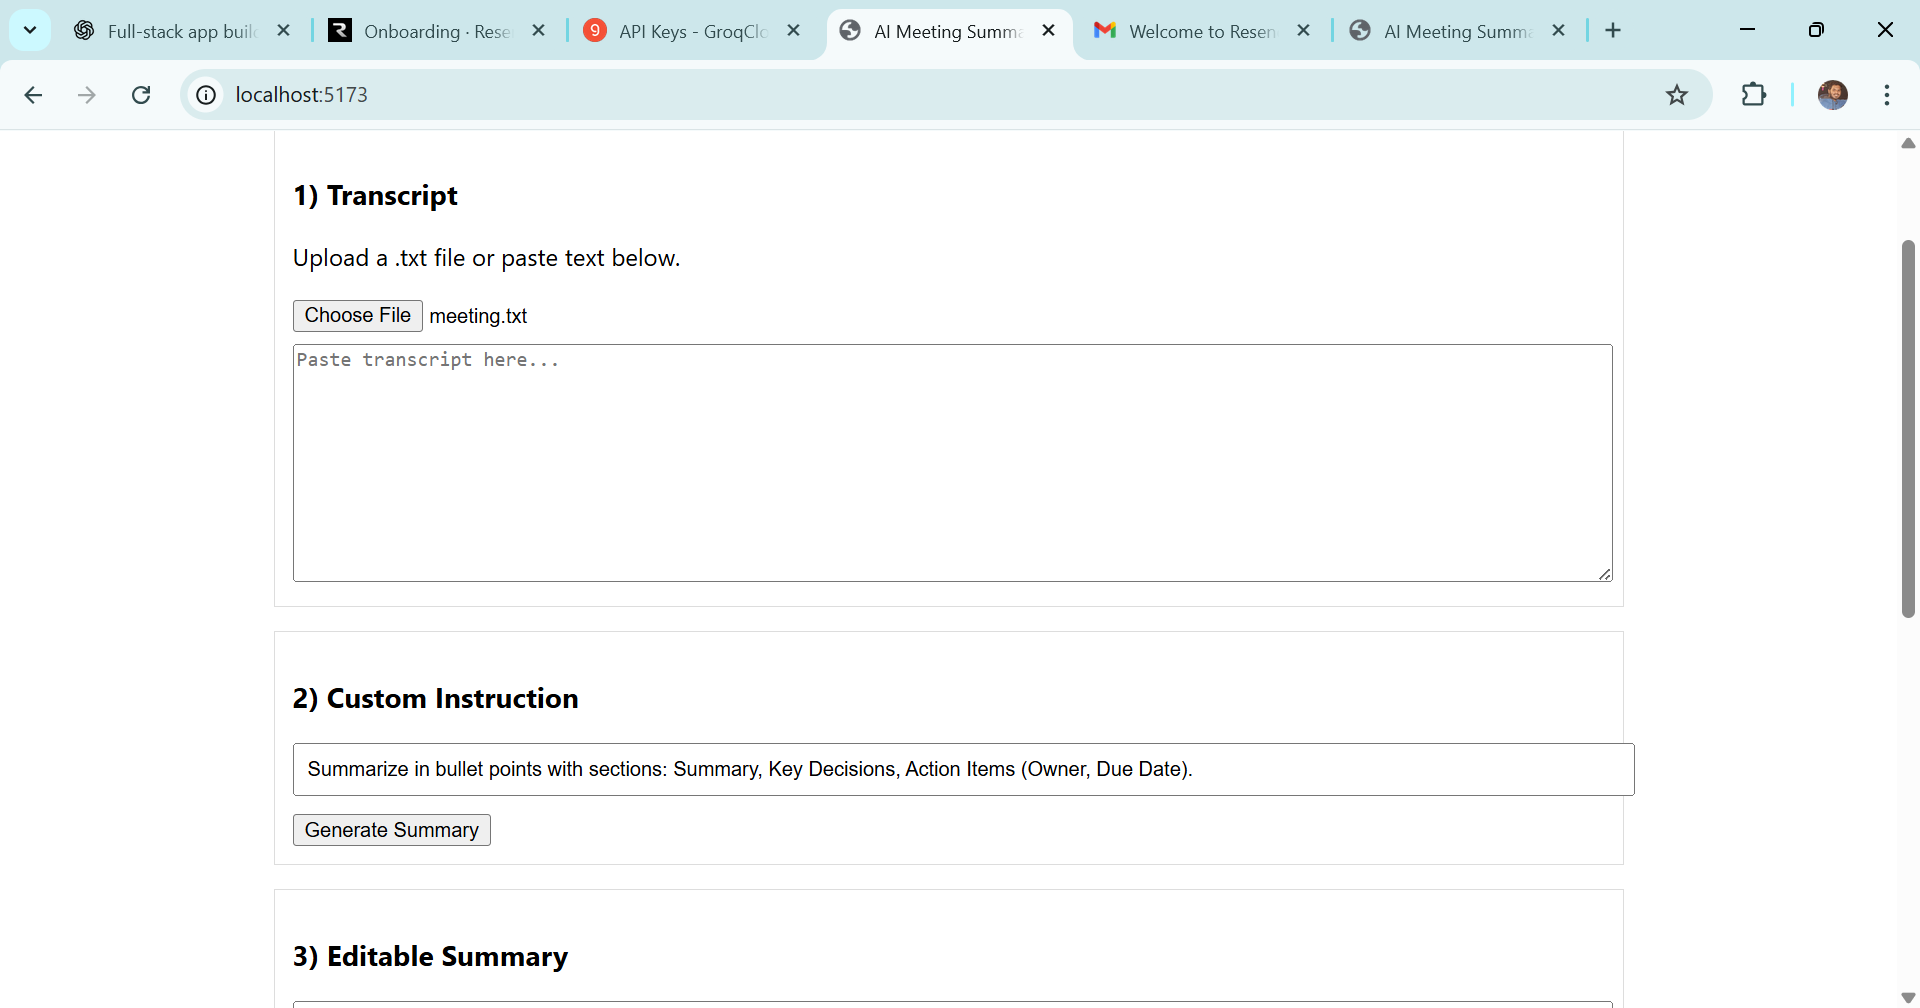 Full-stack app buil
Onboarding · Rese
API Keys - GroqClo
AI Meeting Summa
Welcome to Resen
AI Meeting Summa
localhost:5173
1) Transcript
Upload a .txt file or paste text below.
Choose File meeting.txt
Paste transcript here...
2) Custom Instruction
Summarize in bullet points with sections: Summary, Key Decisions, Action Items (Owner, Due Date).
Generate Summary
3) Editable Summary